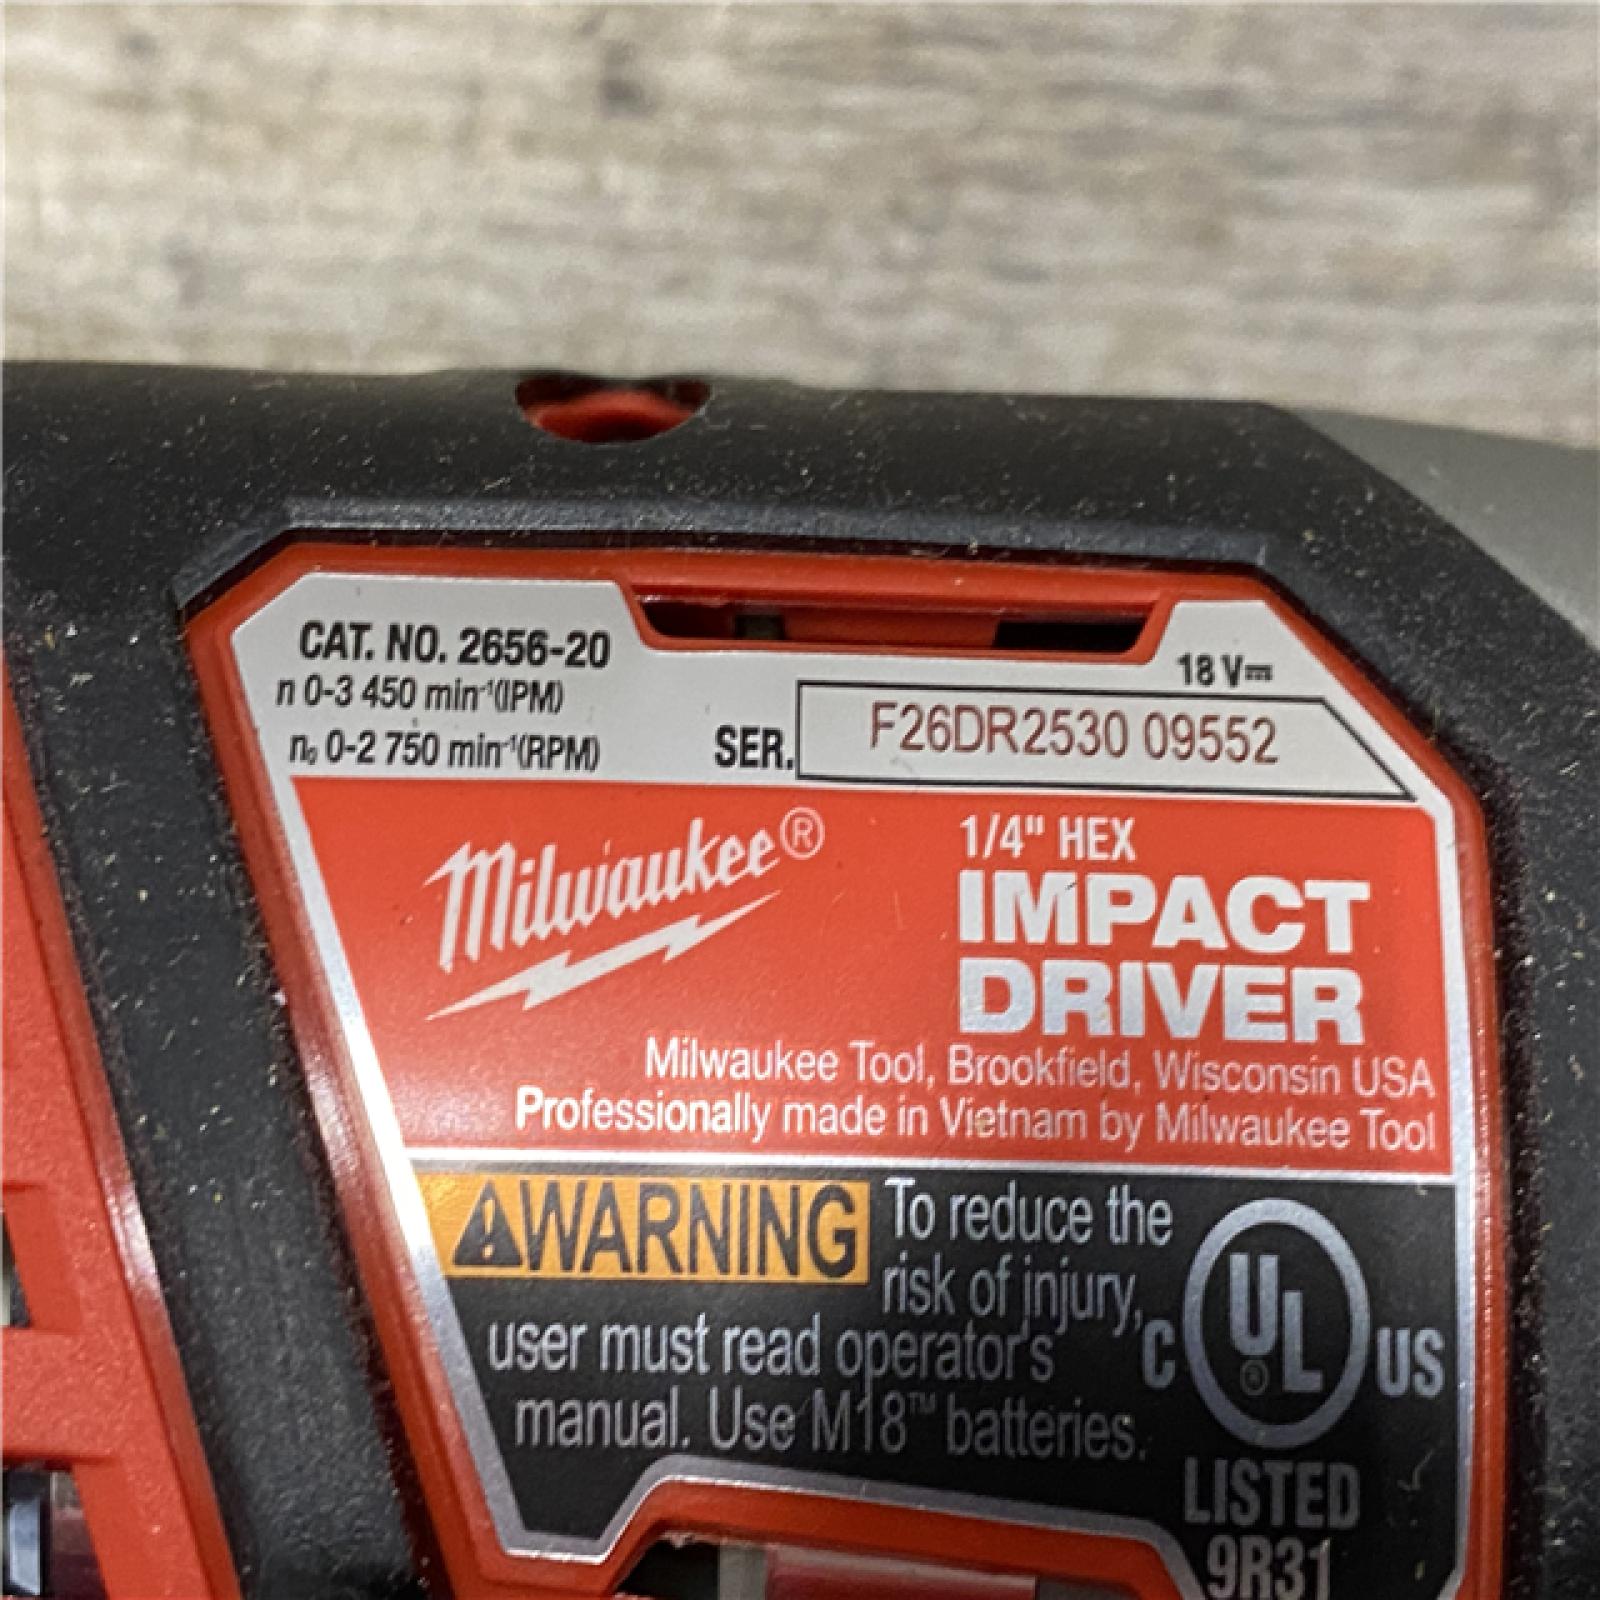 CAT. NO. 2656-20
n 0-3 450 min⁻¹(IPM)
n₀ 0-2 750 min⁻¹(RPM)
18 V⎓
SER. F26DR2530 09552
Milwaukee®
1/4" HEX
IMPACT
DRIVER
Milwaukee Tool, Brookfield, Wisconsin USA
Professionally made in Vietnam by Milwaukee Tool
⚠WARNING To reduce the
risk of injury,
user must read operator's
manual. Use M18™ batteries.
C UL® US
LISTED
9R31